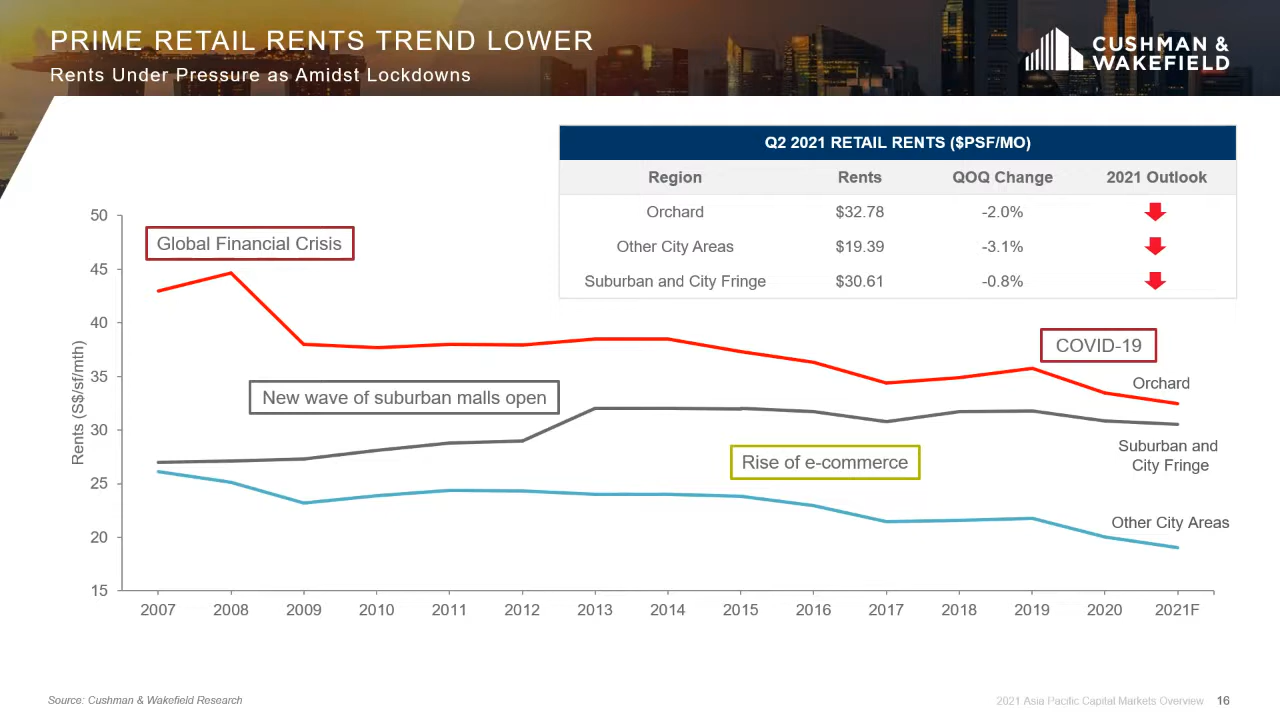 PRIME RETAIL RENTS TREND LOWER
Rents Under Pressure as Amidst Lockdowns
CUSHMAN &
WAKEFIELD
Q2 2021 RETAIL RENTS ($PSF/MO)
Region Rents QOQ Change 2021 Outlook
Orchard $32.78 -2.0%
Other City Areas $19.39 -3.1%
Suburban and City Fringe $30.61 -0.8%
Rents (S$/sf/mth)
50
45
40
35
30
25
20
15
Global Financial Crisis
COVID-19
Orchard
New wave of suburban malls open
Suburban and
City Fringe
Rise of e-commerce
Other City Areas
2007 2008 2009 2010 2011 2012 2013 2014 2015 2016 2017 2018 2019 2020 2021F
Source: Cushman & Wakefield Research
2021 Asia Pacific Capital Markets Overview 16